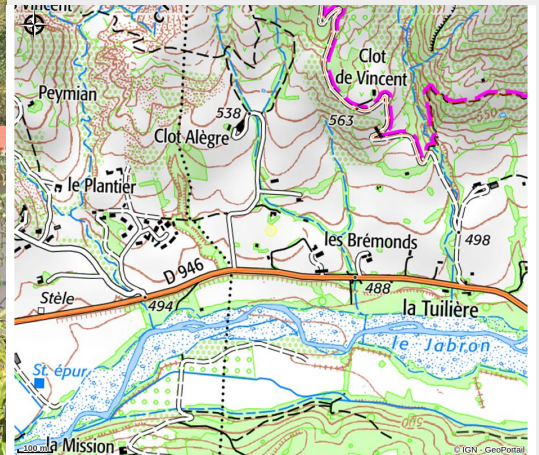 Vincent
Clot
de Vincent
Peymian
538
563
Clot Alègre
le Plantier
les Brémonds
498
D 946
Stèle
494
488
la Tuilière
le Jabron
St. épur.
la Mission
100 m
© IGN - GeoPortail